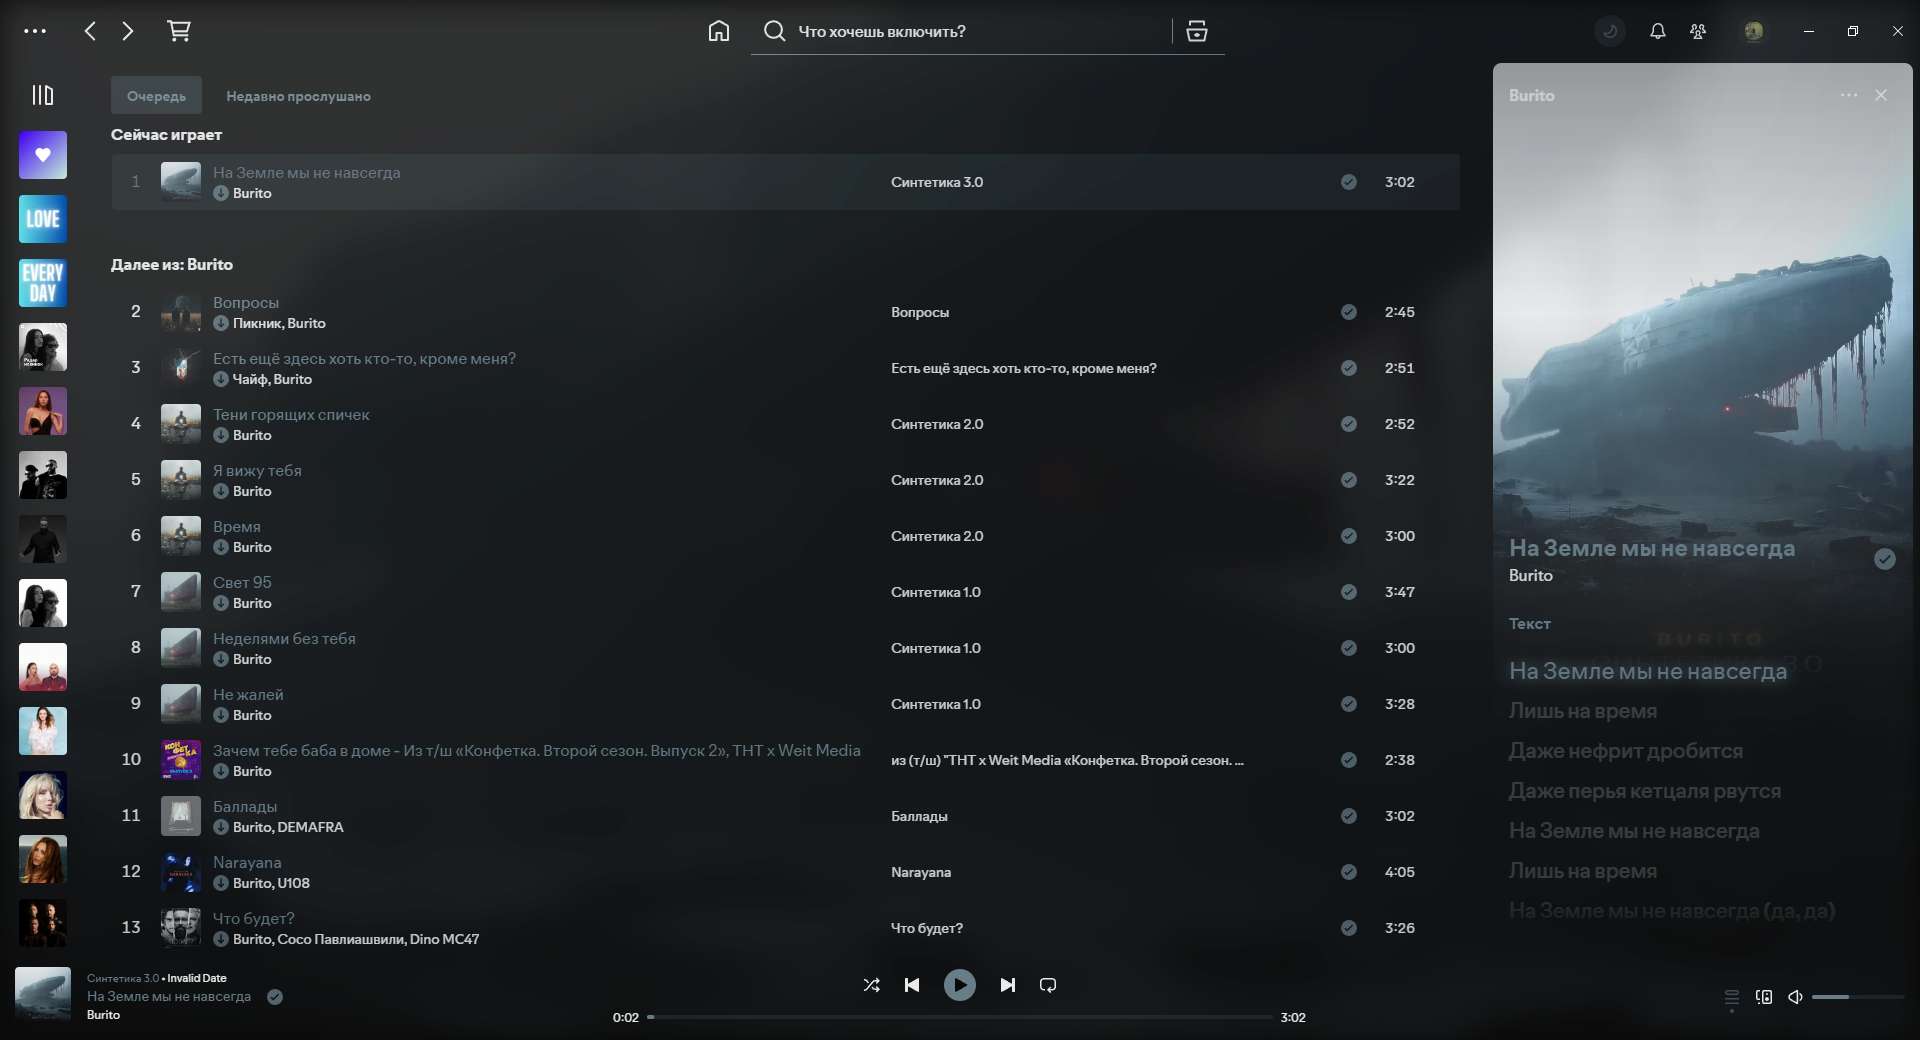 Что хочешь включить?
Очередь
Недавно прослушано
Сейчас играет
1
На Земле мы не навсегда
Burito
Синтетика 3.0
3:02
Далее из: Burito
2
Вопросы
Пикник, Burito
Вопросы
2:45
3
Есть ещё здесь хоть кто-то, кроме меня?
Чайф, Burito
Есть ещё здесь хоть кто-то, кроме меня?
2:51
4
Тени горящих спичек
Burito
Синтетика 2.0
2:52
5
Я вижу тебя
Burito
Синтетика 2.0
3:22
6
Время
Burito
Синтетика 2.0
3:00
7
Свет 95
Burito
Синтетика 1.0
3:47
8
Неделями без тебя
Burito
Синтетика 1.0
3:00
9
Не жалей
Burito
Синтетика 1.0
3:28
10
Зачем тебе баба в доме - Из т/ш «Конфетка. Второй сезон. Выпуск 2», ТНТ x Weit Media
Burito
из (т/ш) "ТНТ x Weit Media «Конфетка. Второй сезон. ...
2:38
11
Баллады
Burito, DEMAFRA
Баллады
3:02
12
Narayana
Burito, U108
Narayana
4:05
13
Что будет?
Burito, Сосо Павлиашвили, Dino MC47
Что будет?
3:26
LOVE
EVERY
DAY
Burito
На Земле мы не навсегда
Burito
Текст
BURITO
3.0
На Земле мы не навсегда
Лишь на время
Даже нефрит дробится
Даже перья кетцаля рвутся
На Земле мы не навсегда
Лишь на время
На Земле мы не навсегда (да, да)
Синтетика 3.0 • Invalid Date
На Земле мы не навсегда
Burito
0:02
3:02